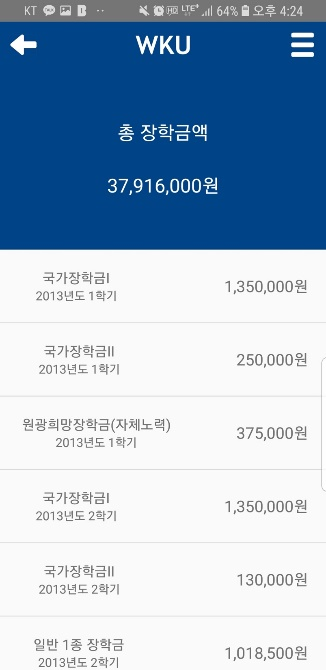 KT
HD LTE+ 64% 오후 4:24
WKU
총 장학금액
37,916,000원
국가장학금I
2013년도 1학기
1,350,000원
국가장학금II
2013년도 1학기
250,000원
원광희망장학금(자체노력)
2013년도 1학기
375,000원
국가장학금I
2013년도 2학기
1,350,000원
국가장학금II
2013년도 2학기
130,000원
일반 1종 장학금
2013년도 2학기
1,018,500원